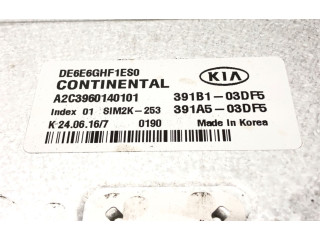 DE6E6GHF1ES0
CONTINENTAL KIA
A2C3960140101 391B1-03DF5
Index 01 SIM2K-253 391A5-03DF5
K 24.06.16/7 0190 Made in Korea